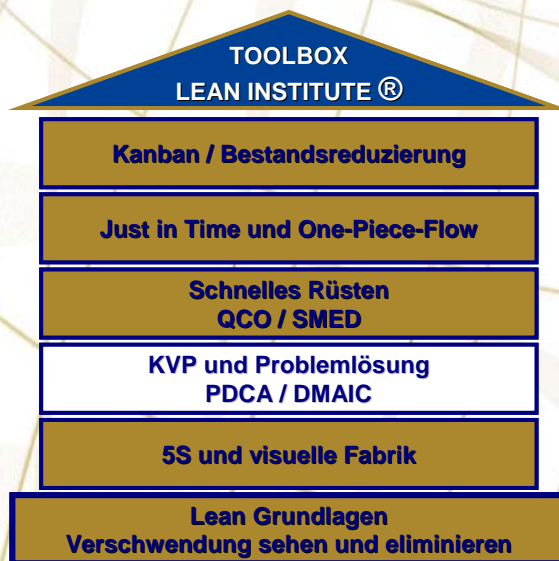 TOOLBOX
LEAN INSTITUTE ®
Kanban / Bestandsreduzierung
Just in Time und One-Piece-Flow
Schnelles Rüsten
QCO / SMED
KVP und Problemlösung
PDCA / DMAIC
5S und visuelle Fabrik
Lean Grundlagen
Verschwendung sehen und eliminieren